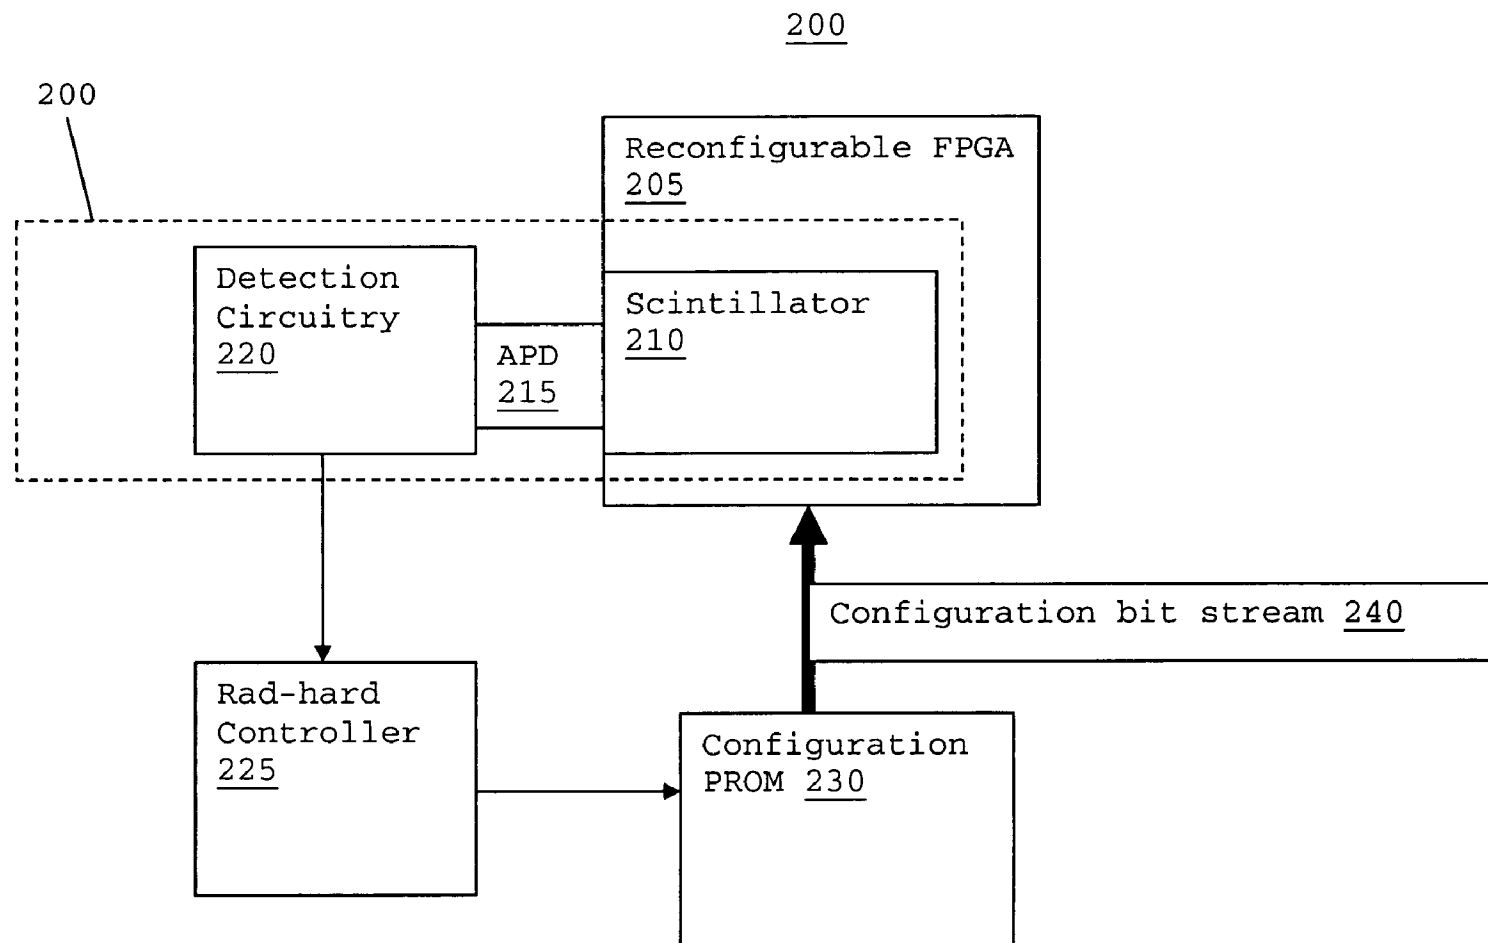 200
200
Reconfigurable FPGA
205
Detection
Circuitry
220
Scintillator
210
APD
215
Configuration bit stream 240
Rad-hard
Controller
225
Configuration
PROM 230